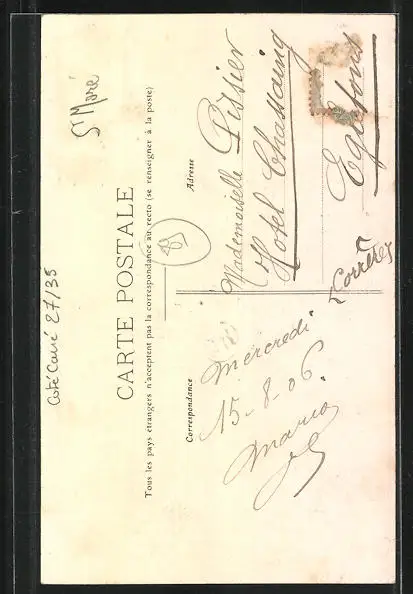 Coté Carré 27/35
St Maré
CARTE POSTALE
Tous les pays étrangers n'acceptent pas la correspondance au recto (se renseigner à la poste)
Correspondance
Adresse
Mercredi
15-8-06.
Mademoiselle Pissier
Hotel Chassaing
Egletons
Corrèze